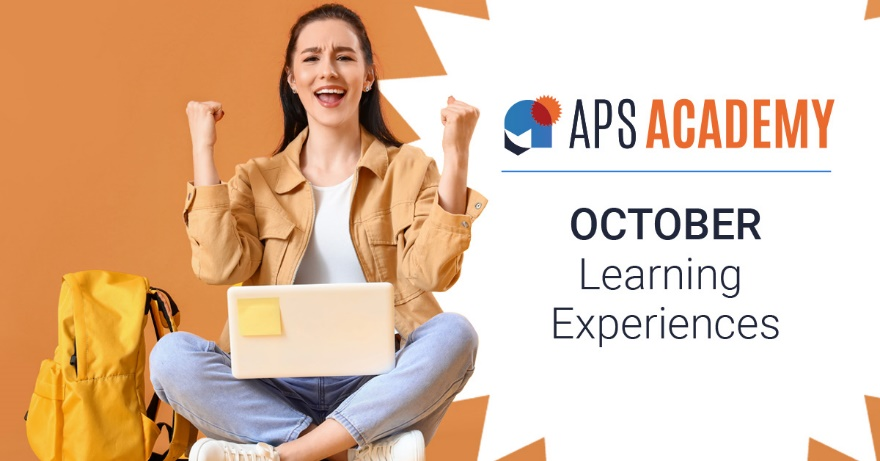 APS ACADEMY
OCTOBER
Learning
Experiences